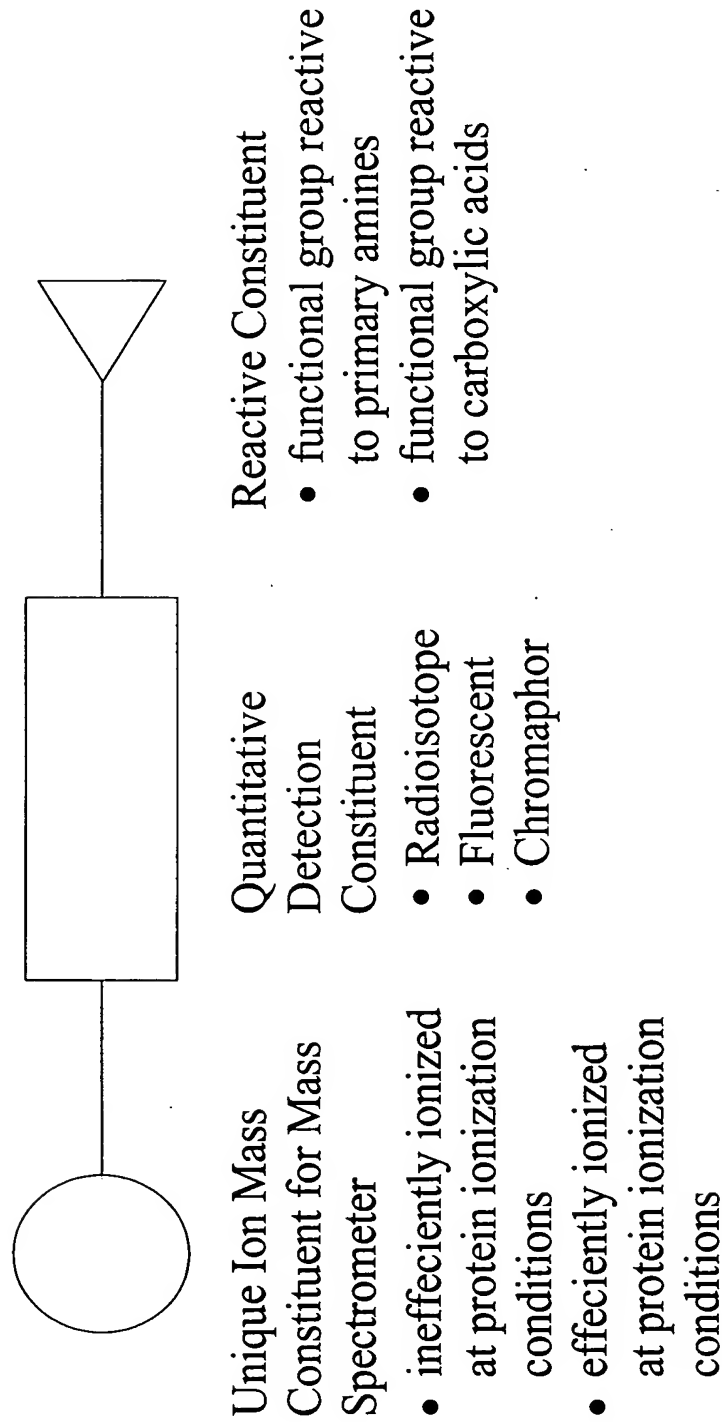 Unique Ion Mass
Constituent for Mass
Spectrometer
• ineffeciently ionized
at protein ionization
conditions
• effeciently ionized
at protein ionization
conditions
Quantitative
Detection
Constituent
• Radioisotope
• Fluorescent
• Chromaphor
Reactive Constituent
• functional group reactive
to primary amines
• functional group reactive
to carboxylic acids